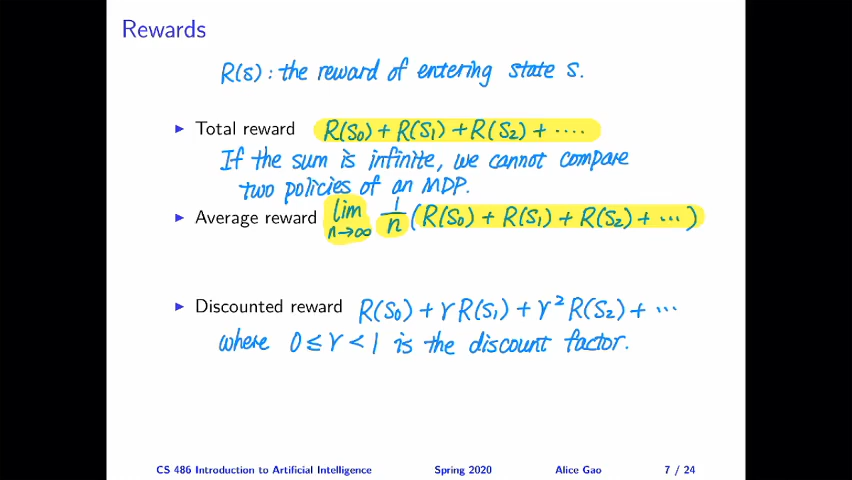 Rewards
R(s) : the reward of entering state s.
▶ Total reward R(S₀) + R(S₁) + R(S₂) + ....
If the sum is infinite, we cannot compare
two policies of an MDP.
▶ Average reward lim n→∞ 1/n ( R(S₀) + R(S₁) + R(S₂) + ... )
▶ Discounted reward R(S₀) + γ R(S₁) + γ² R(S₂) + ...
where 0 ≤ γ < 1 is the discount factor.
CS 486 Introduction to Artificial Intelligence Spring 2020 Alice Gao 7 / 24